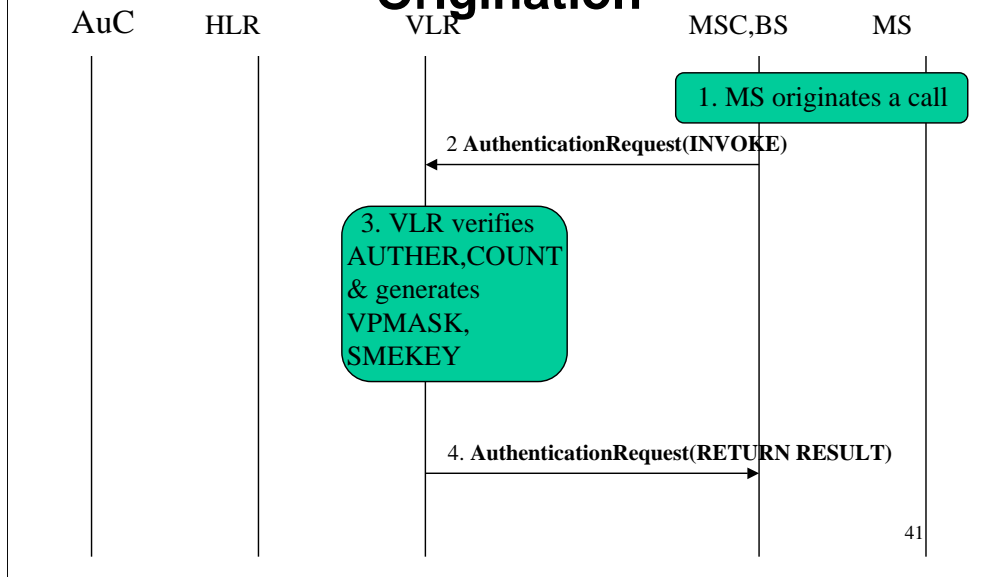 Origination
AuC HLR VLR MSC,BS MS
1. MS originates a call
2 AuthenticationRequest(INVOKE)
3. VLR verifies
AUTHER,COUNT
& generates
VPMASK,
SMEKEY
4. AuthenticationRequest(RETURN RESULT)
41